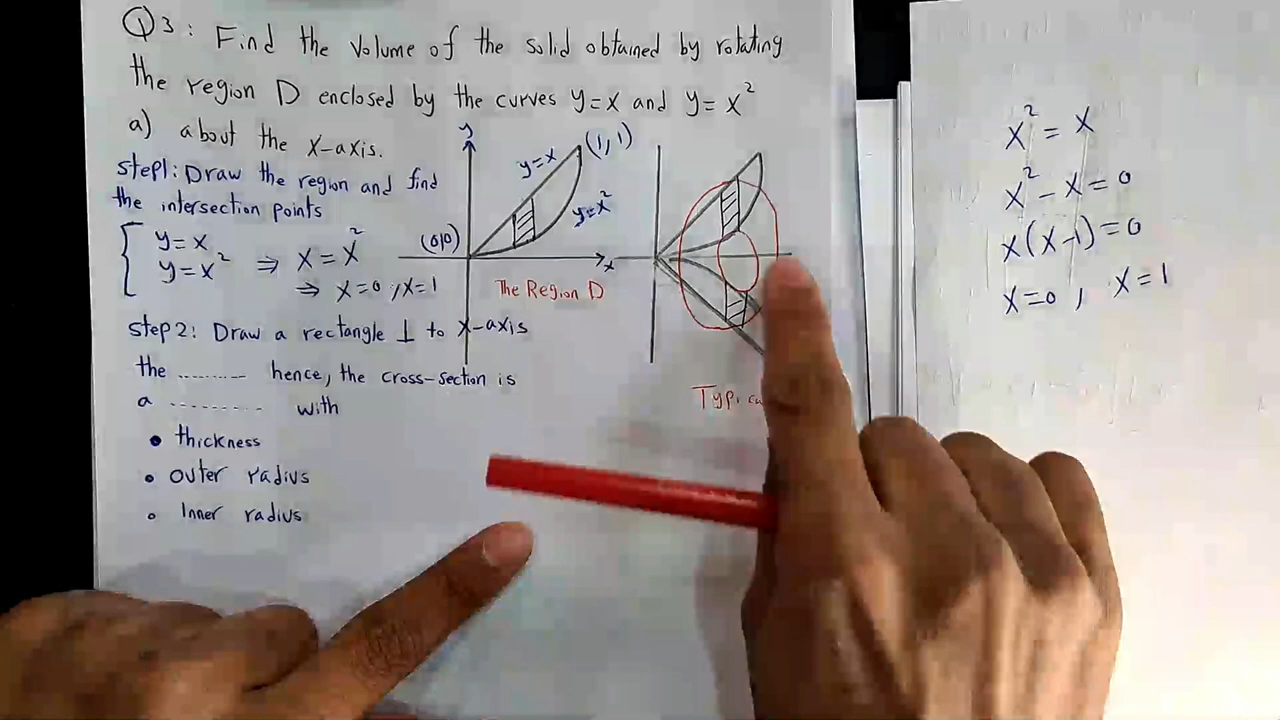 Q3: Find the Volume of the solid obtained by rotating
the region D enclosed by the curves y=x and y=x²
a) about the x-axis.
step1: Draw the region and find
the intersection points
y=x
y=x² ⇒ x=x²
⇒ x=0, x=1
y
y=x
(1,1)
y=x²
(0,0)
x
The Region D
step2: Draw a rectangle ⊥ to x-axis
the ......... hence, the cross-section is
a .......... with
• thickness
• outer radius
• Inner radius
x² = x
x² - x = 0
x(x-1) = 0
x=0, x=1